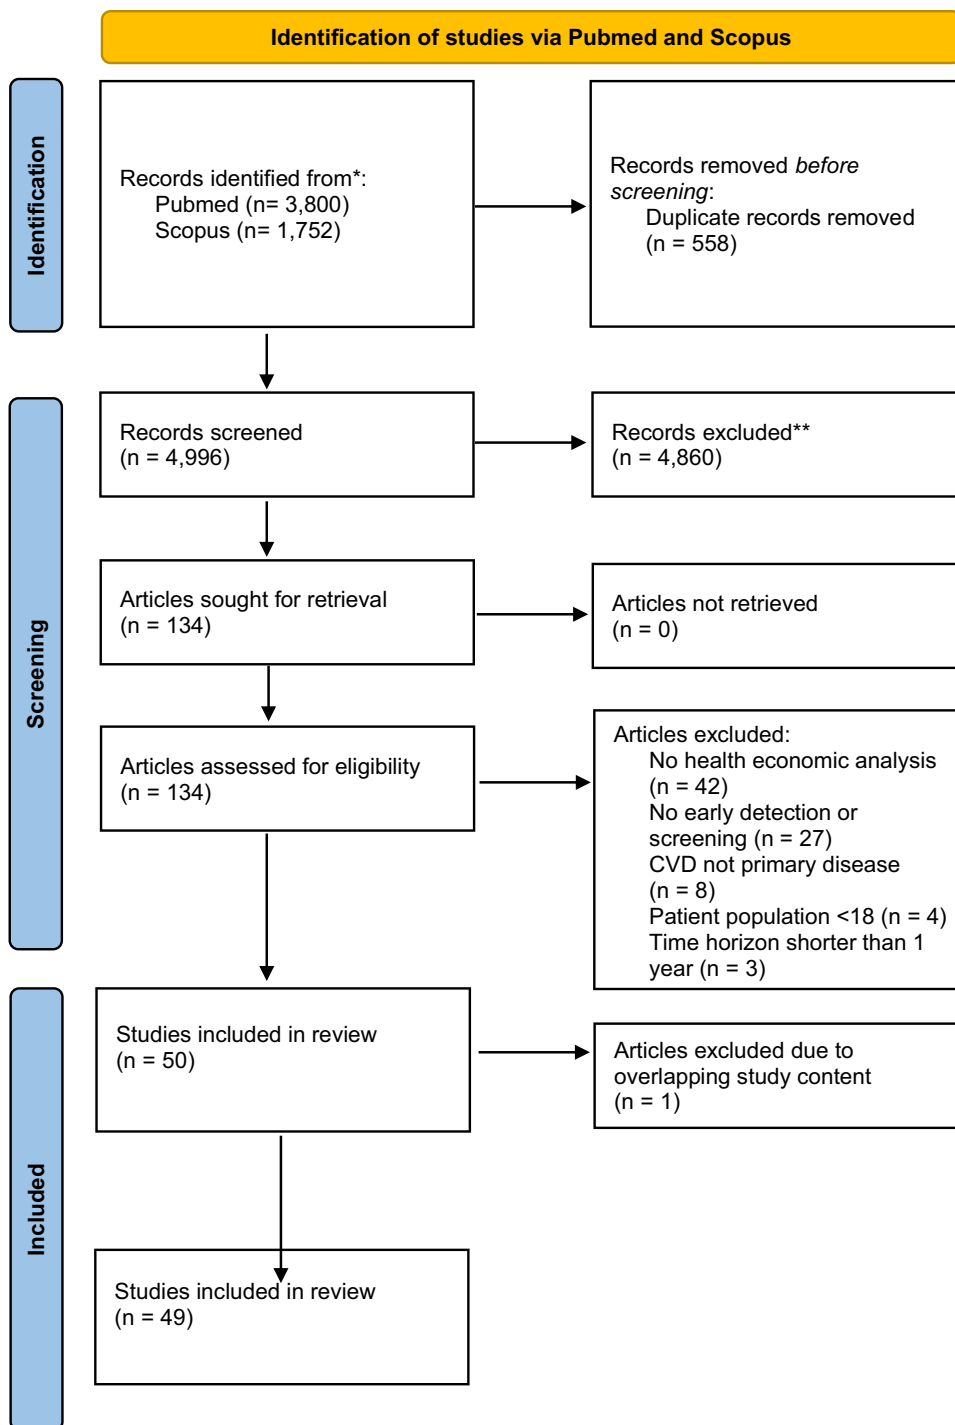 Identification of studies via Pubmed and Scopus
Identification
Records identified from*:
Pubmed (n= 3,800)
Scopus (n= 1,752)
Records removed before
screening:
Duplicate records removed
(n = 558)
Screening
Records screened
(n = 4,996)
Records excluded**
(n = 4,860)
Articles sought for retrieval
(n = 134)
Articles not retrieved
(n = 0)
Articles assessed for eligibility
(n = 134)
Articles excluded:
No health economic analysis
(n = 42)
No early detection or
screening (n = 27)
CVD not primary disease
(n = 8)
Patient population <18 (n = 4)
Time horizon shorter than 1
year (n = 3)
Included
Studies included in review
(n = 50)
Articles excluded due to
overlapping study content
(n = 1)
Studies included in review
(n = 49)